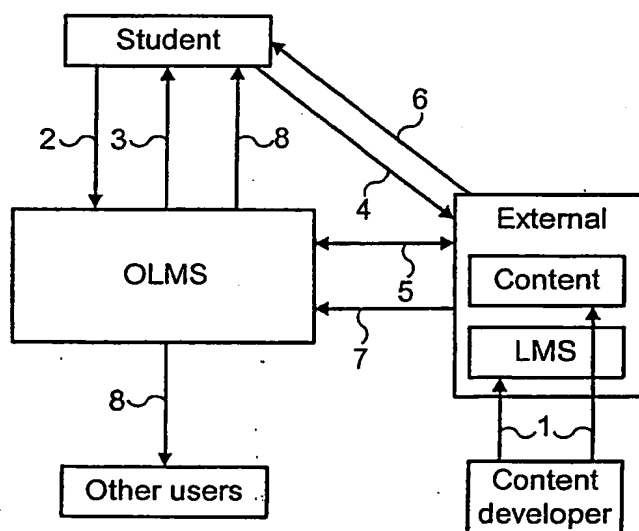 Student
6
2
3
8
4
External
OLMS
Content
5
LMS
7
8
1
Other users
Content
developer